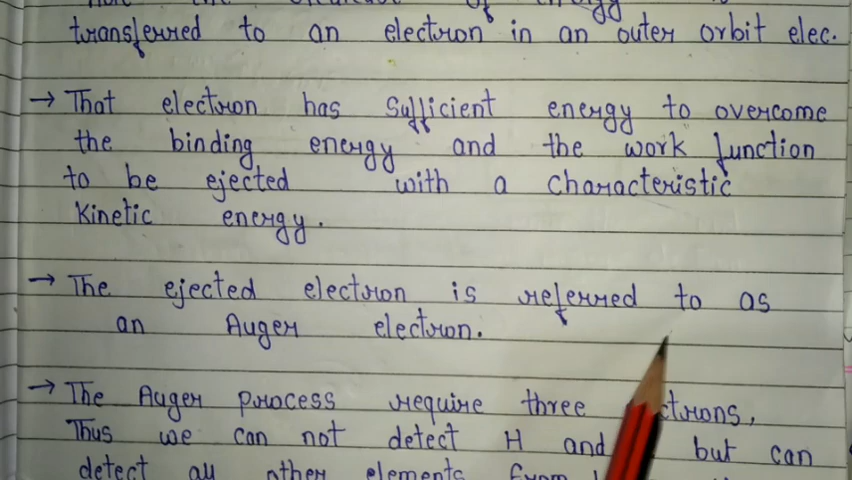 transferred to an electron in an outer orbit elec.
→ That electron has sufficient energy to overcome
the binding energy and the work function
to be ejected with a characteristic
Kinetic energy.
→ The ejected electron is referred to as
an Auger electron.
→ The Auger process require three ctrons,
Thus we can not detect H and but can
detect all other elements from